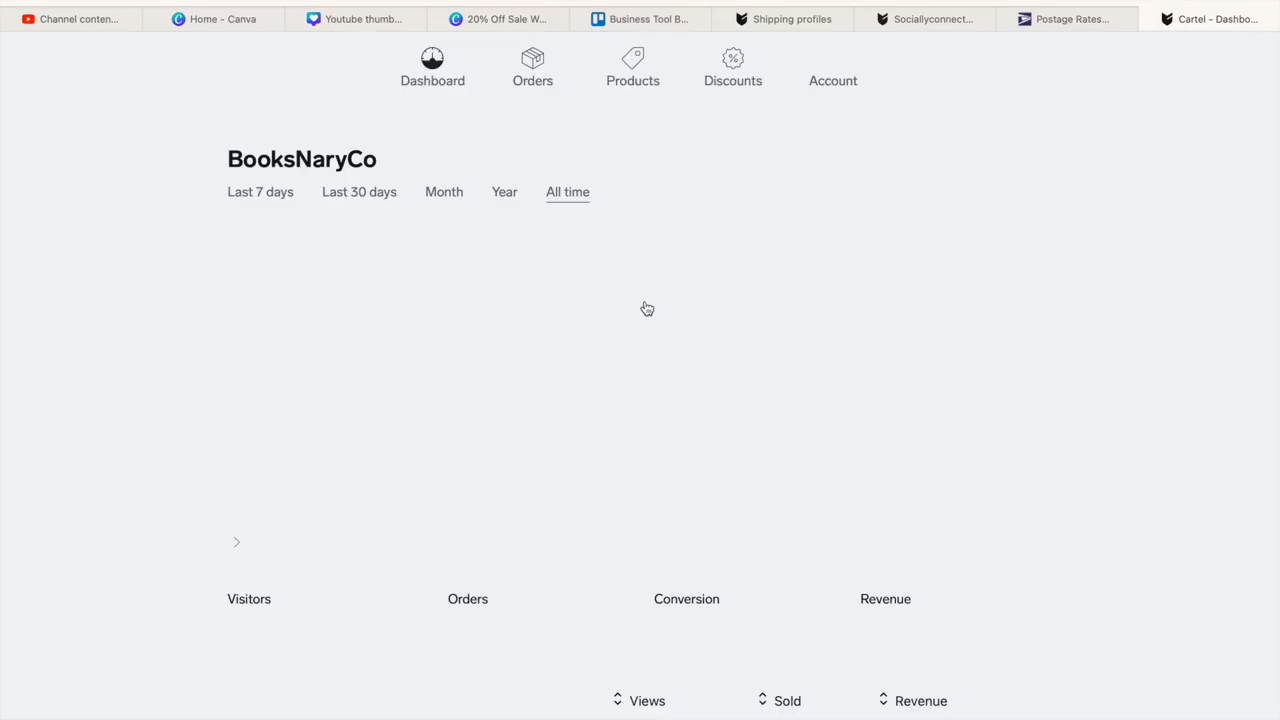 Channel conten... Home - Canva Youtube thumb... 20% Off Sale W... Business Tool B... Shipping profiles Sociallyconnect... Postage Rates... Cartel - Dashbo...
Dashboard Orders Products Discounts Account
BooksNaryCo
Last 7 days Last 30 days Month Year All time
Visitors Orders Conversion Revenue
Views Sold Revenue